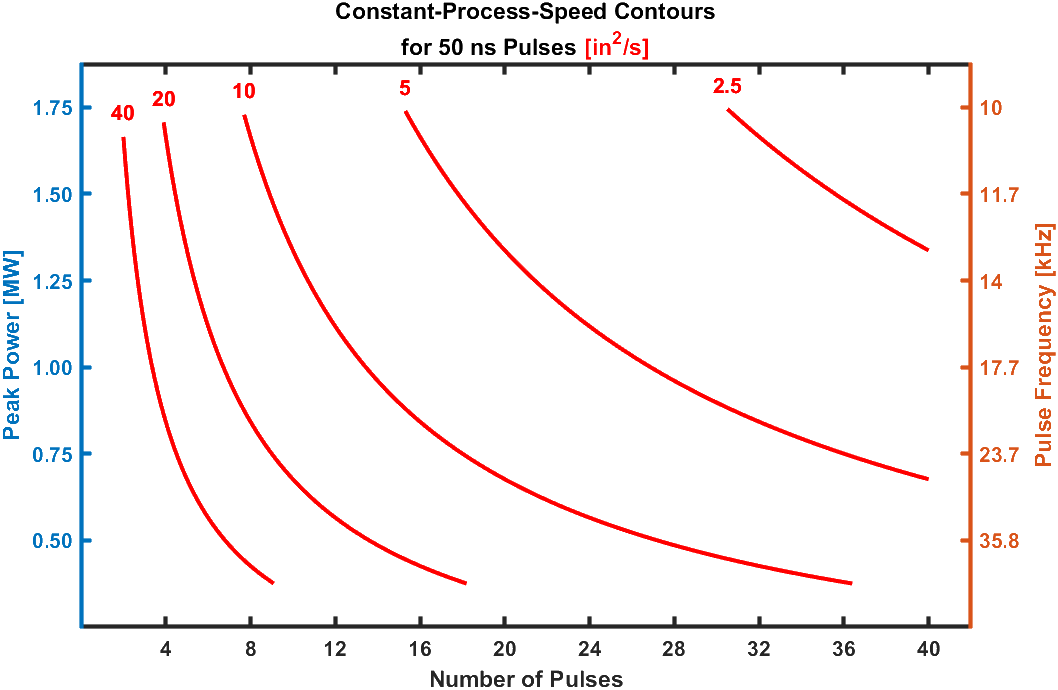 Constant-Process-Speed Contours
for 50 ns Pulses [in²/s]
40
20
10
5
2.5
1.75
1.50
1.25
1.00
0.75
0.50
Peak Power [MW]
10
11.7
14
17.7
23.7
35.8
Pulse Frequency [kHz]
4 8 12 16 20 24 28 32 36 40
Number of Pulses